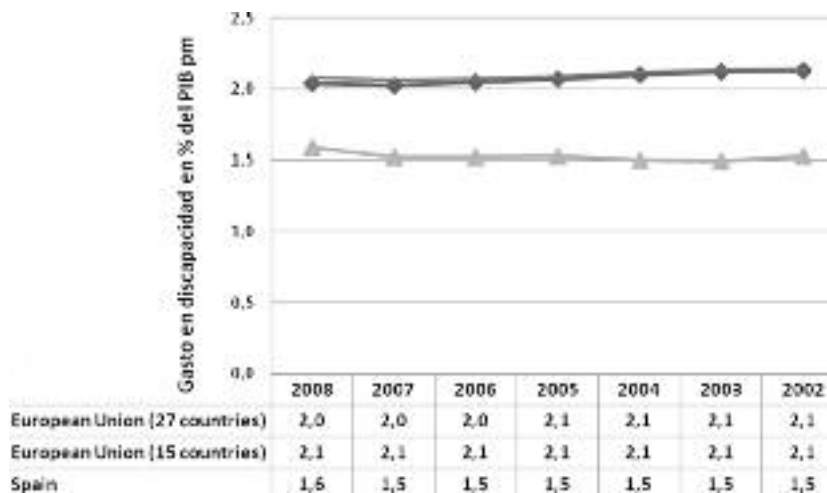 Gasto en discapacidad en % del PIB pm
2,5
2,0
1,5
1,0
0,5
0,0
2008 2007 2006 2005 2004 2003 2002
European Union (27 countries) 2,0 2,0 2,0 2,1 2,1 2,1 2,1
European Union (15 countries) 2,1 2,1 2,1 2,1 2,1 2,1 2,1
Spain 1,6 1,5 1,5 1,5 1,5 1,5 1,5